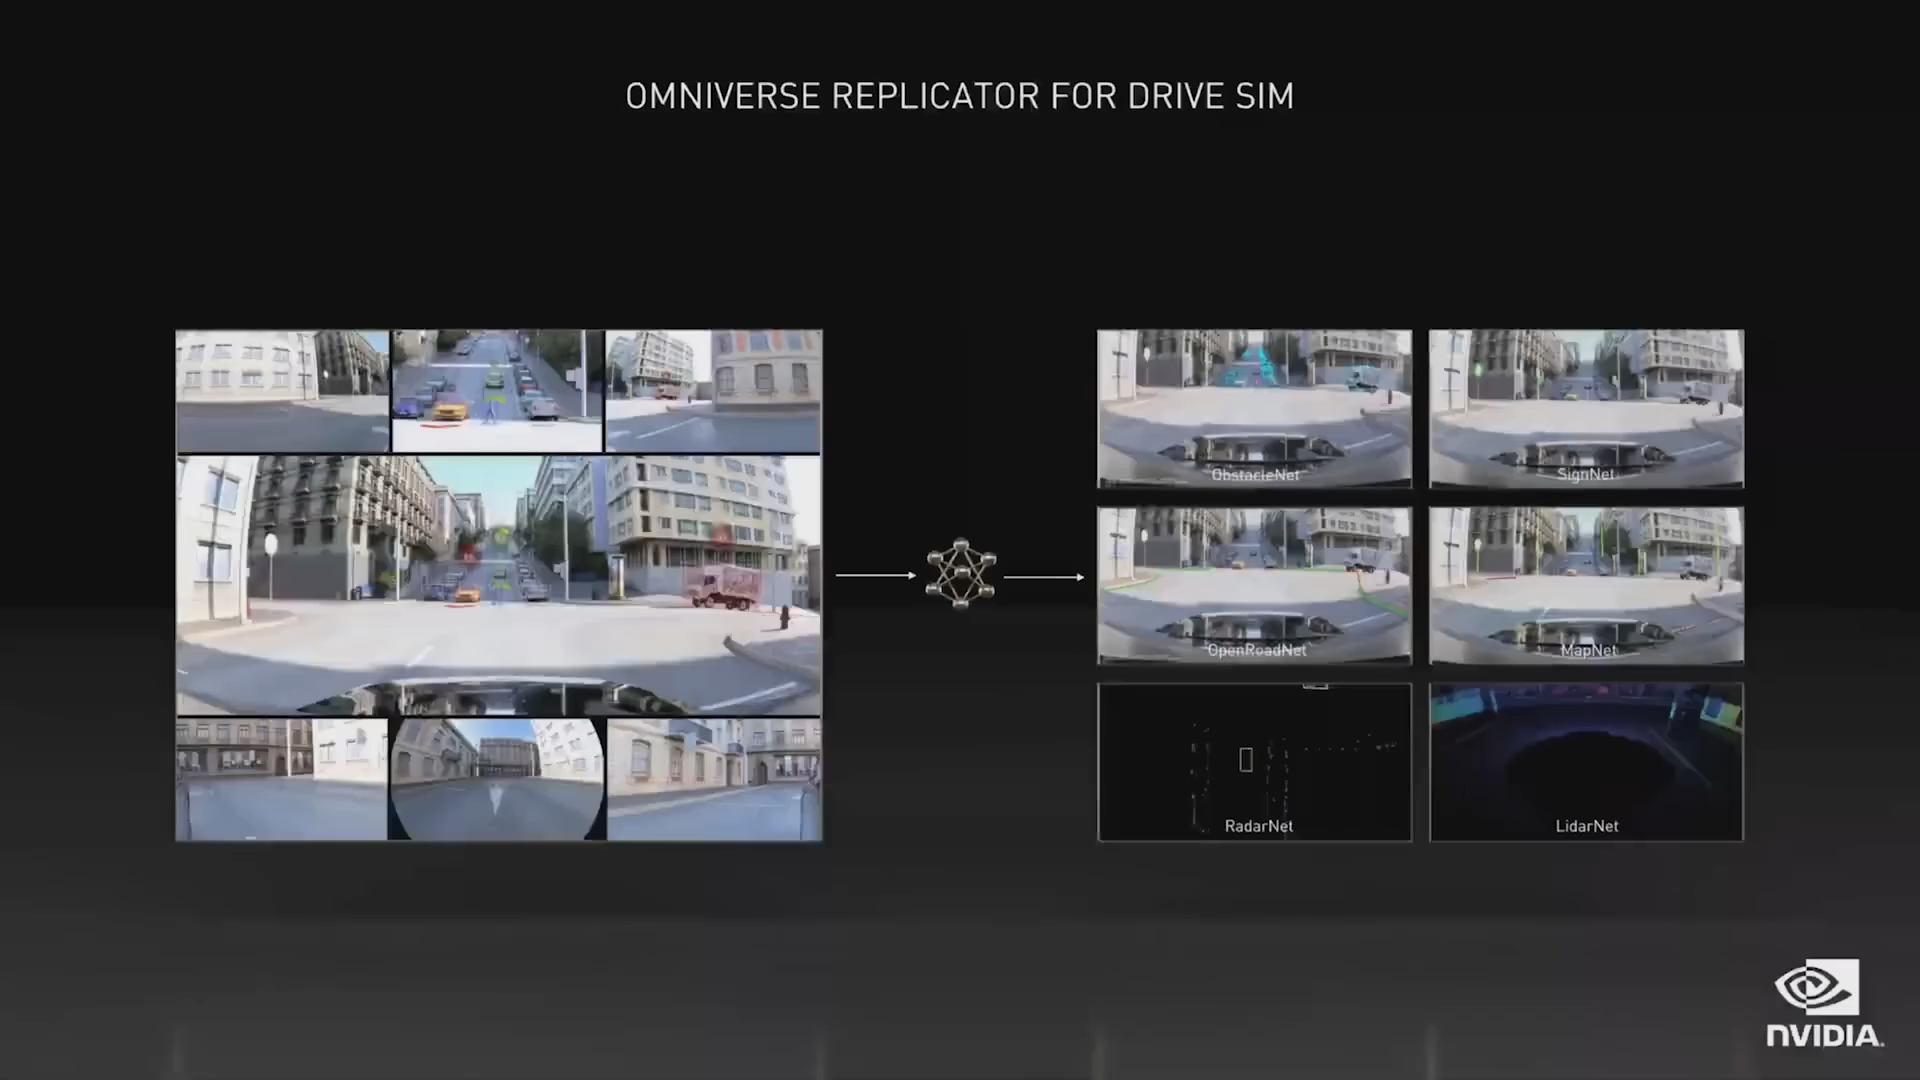 OMNIVERSE REPLICATOR FOR DRIVE SIM
ObstacleNet
SignNet
OpenRoadNet
MapNet
RadarNet
LidarNet
NVIDIA.